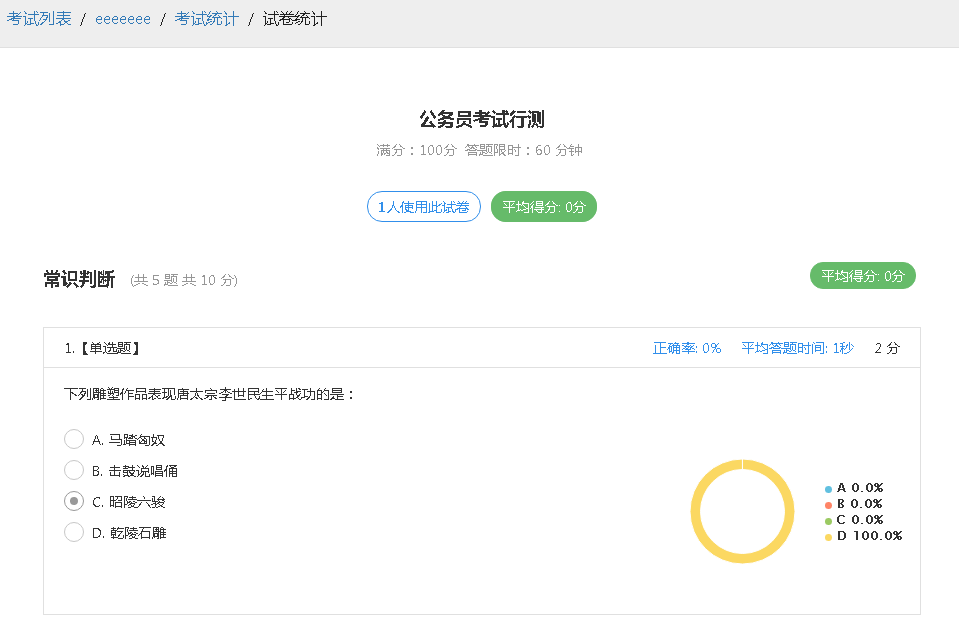 考试列表 / eeeeeee / 考试统计 / 试卷统计
公务员考试行测
满分：100分 答题限时：60 分钟
1人使用此试卷 平均得分: 0分
常识判断 (共 5 题 共 10 分) 平均得分: 0分
1.【单选题】 正确率: 0% 平均答题时间: 1秒 2 分
下列雕塑作品表现唐太宗李世民生平战功的是：
A. 马踏匈奴
B. 击鼓说唱俑
C. 昭陵六骏
D. 乾陵石雕
A 0.0%
B 0.0%
C 0.0%
D 100.0%